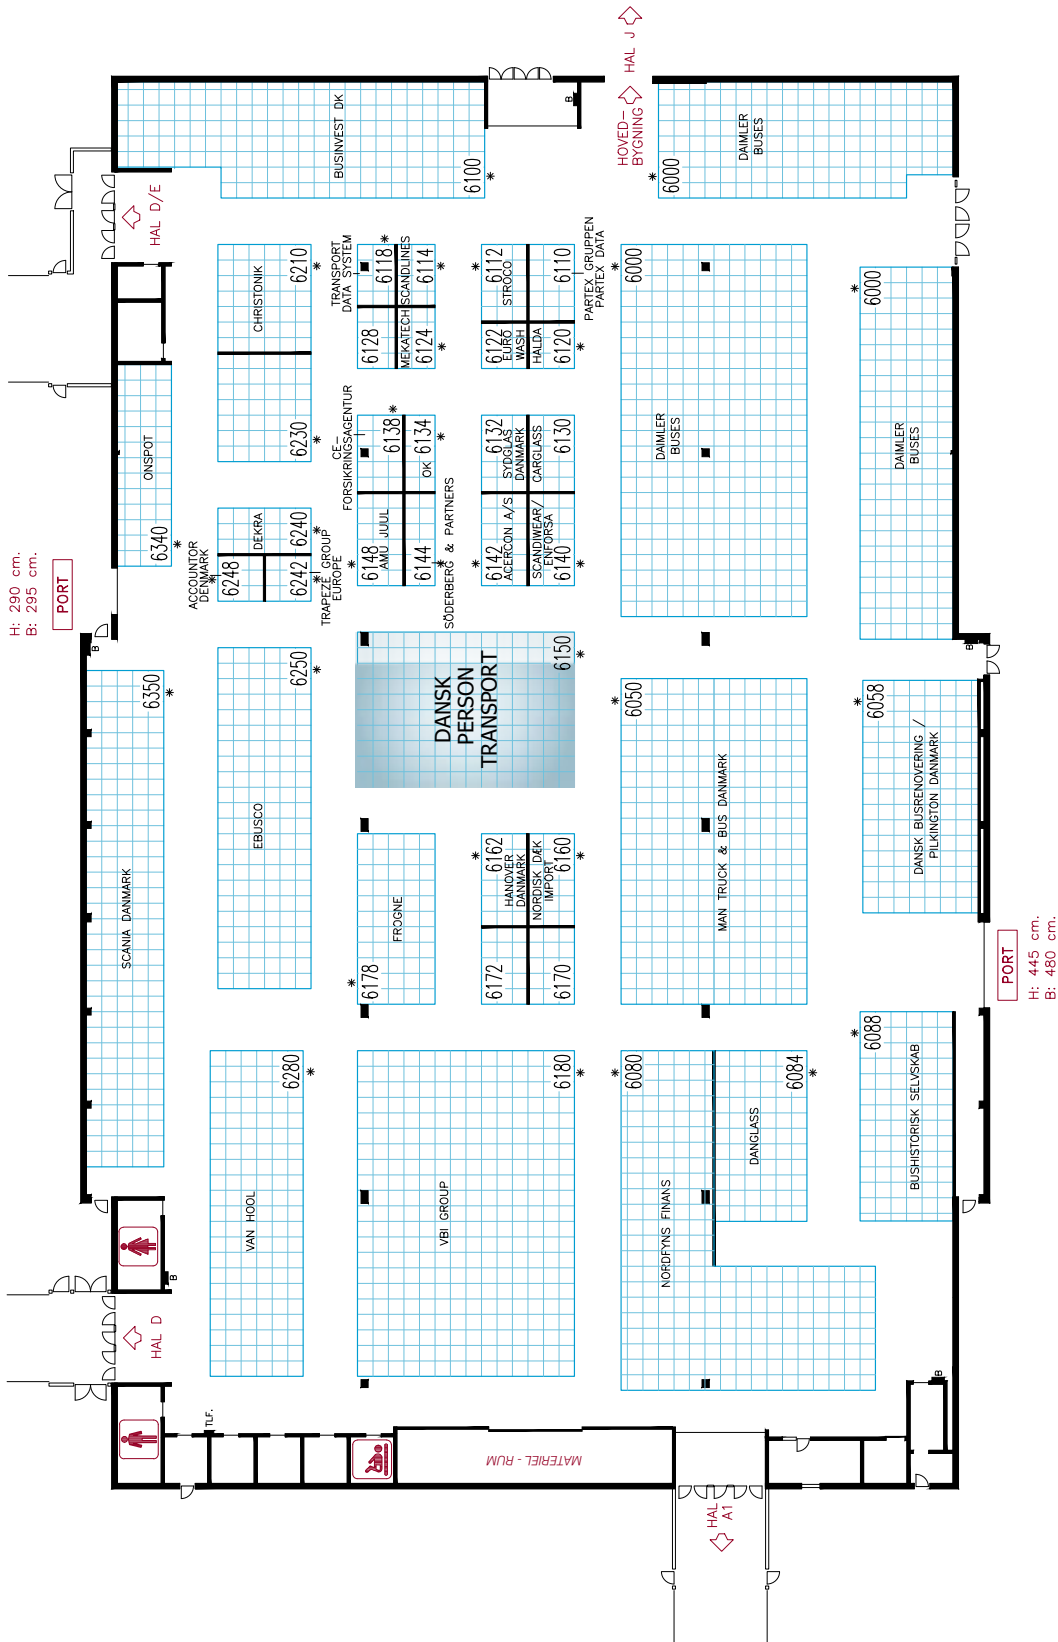 HAL J
HOVED-
BYGNING
B
BUSINVEST DK
6100
DAIMLER
BUSES
6000
HAL D/E
CHRISTONIK
6210
6230
TRANSPORT
DATA SYSTEM
6118
SCANDLINES
6114
6128
MEKATECH
6124
6112
STROCO
6110
PARTEX GRUPPEN
PARTEX DATA
6122
EURO
WASH
HALDA
6120
6000
DAIMLER
BUSES
6000
DAIMLER
BUSES
ONSPOT
6340
CE-
FORSIKRINGSAGENTUR
6138
OK
6134
6148
AMU JUUL
6144
SÖDERBERG & PARTNERS
6132
SYDGLAS
DANMARK
CARGLASS
6130
6142
ACERCON A/S
SCANDIWEAR/
ENFORSA
6140
DEKRA
6240
ACCOUNTOR
DENMARK
6248
6242
TRAPEZE GROUP
EUROPE
H: 290 cm.
B: 295 cm.
PORT
B
6350
SCANIA DANMARK
6250
EBUSCO
6150
DANSK
PERSON
TRANSPORT
6050
MAN TRUCK & BUS DANMARK
B
6058
DANSK BUSRENOVERING /
PILKINGTON DANMARK
FROGNE
6178
6162
HANOVER
DANMARK
NORDISK DÆK
IMPORT
6160
6172
6170
PORT
H: 445 cm.
B: 480 cm.
6280
VAN HOOL
6180
VBI GROUP
6080
NORDFYNS FINANS
6084
DANGLASS
6088
BUSHISTORISK SELVSKAB
B
HAL D
TLF.
MATERIEL - RUM
B
HAL
A1